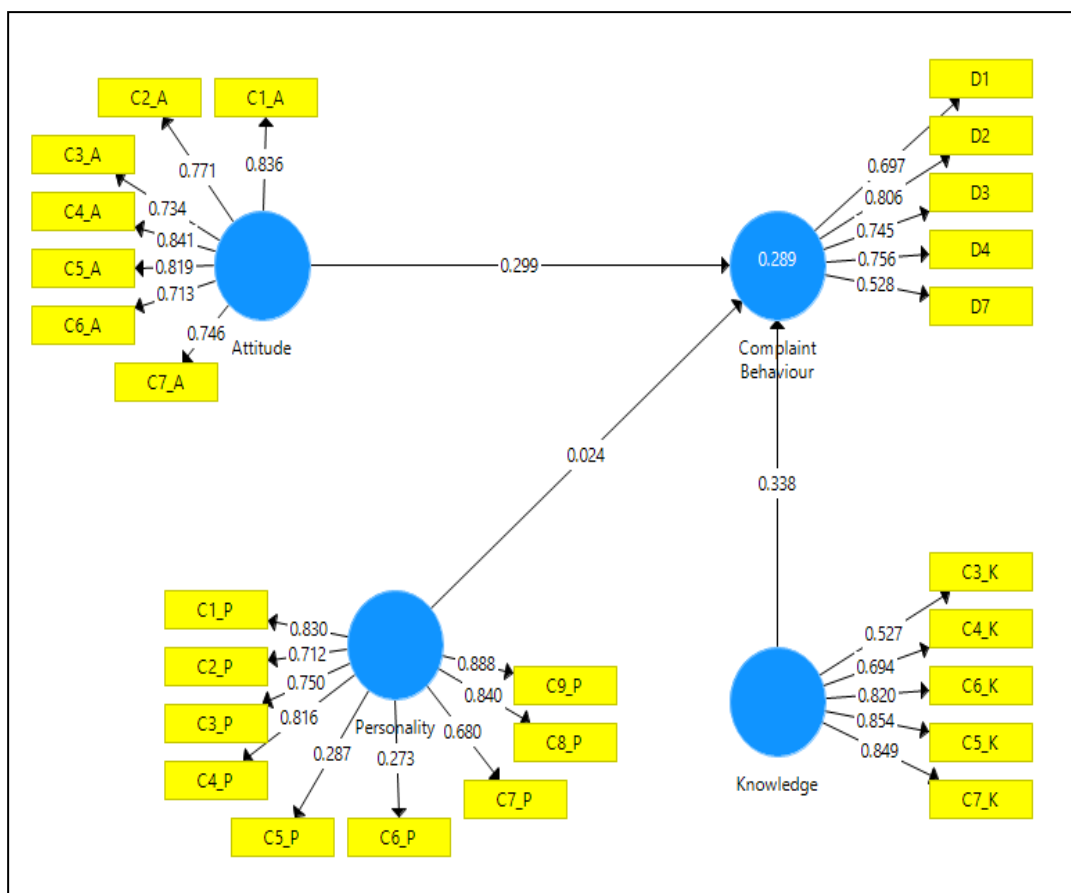 C2_A
C1_A
C3_A
C4_A
C5_A
C6_A
C7_A
0.836
0.771
0.734
0.841
0.819
0.713
0.746
Attitude
0.299
0.289
Complaint
Behaviour
D1
D2
D3
D4
D7
0.697
0.806
0.745
0.756
0.528
0.024
0.338
C1_P
C2_P
C3_P
C4_P
C5_P
C6_P
C7_P
C8_P
C9_P
0.830
0.712
0.750
0.816
0.287
0.273
0.680
0.840
0.888
Personality
C3_K
C4_K
C6_K
C5_K
C7_K
0.527
0.694
0.820
0.854
0.849
Knowledge